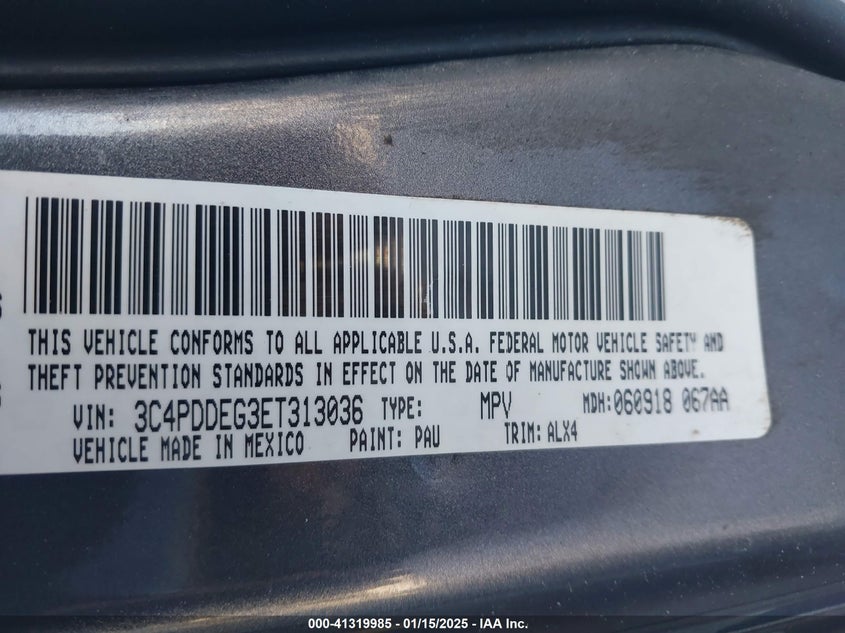 THIS VEHICLE CONFORMS TO ALL APPLICABLE U.S.A. FEDERAL MOTOR VEHICLE SAFETY AND
THEFT PREVENTION STANDARDS IN EFFECT ON THE DATE OF MANUFACTURE SHOWN ABOVE.
VIN: 3C4PDDEG3ET313036 TYPE: MPV MDH:060918 067AA
VEHICLE MADE IN MEXICO PAINT: PAU TRIM: ALX4
000-41319985 - 01/15/2025 - IAA Inc.